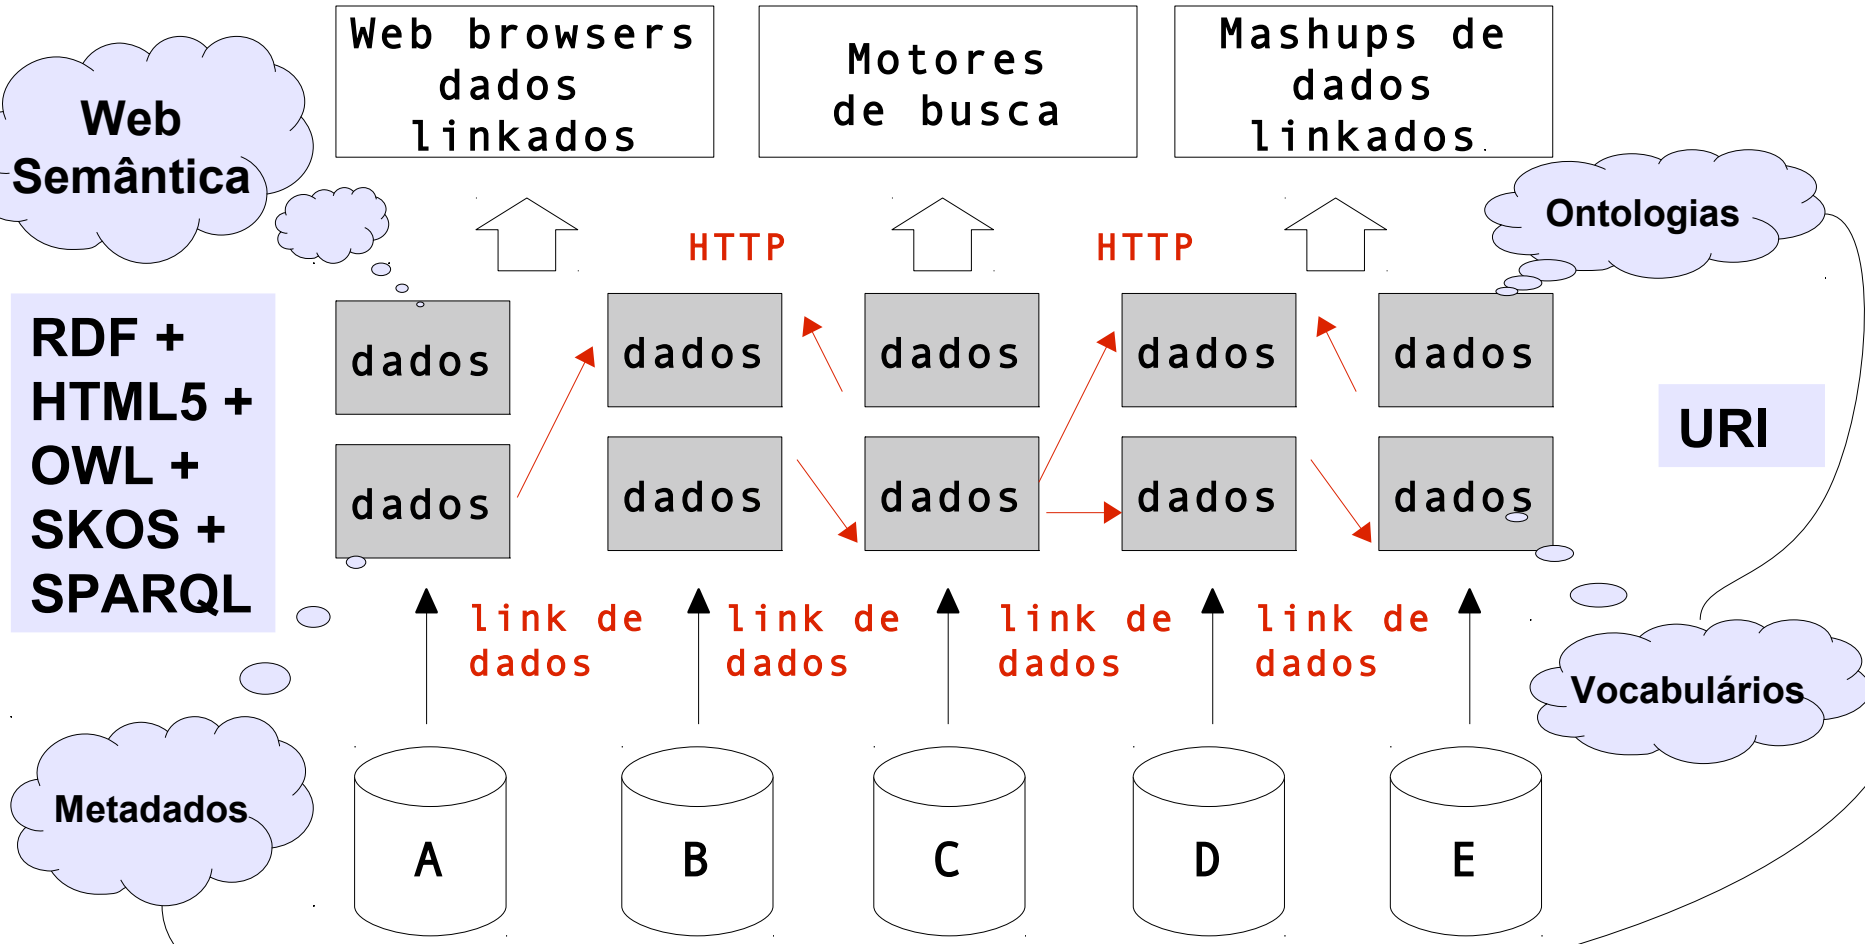 Web browsers
dados
linkados
Motores
de busca
Mashups de
dados
linkados
Web
Semântica
Ontologias
HTTP
HTTP
RDF +
HTML5 +
OWL +
SKOS +
SPARQL
dados
dados
dados
dados
dados
URI
dados
dados
dados
dados
dados
link de
dados
link de
dados
link de
dados
link de
dados
Vocabulários
Metadados
A
B
C
D
E